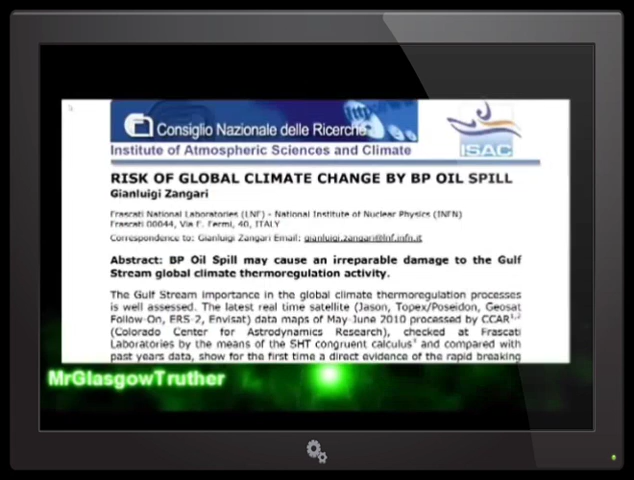 http://www
Consiglio Nazionale delle Ricerche
Institute of Atmospheric Sciences and Climate
ISAC
RISK OF GLOBAL CLIMATE CHANGE BY BP OIL SPILL
Gianluigi Zangari
Frascati National Laboratories (LNF) - National Institute of Nuclear Physics (INFN)
Frascati 00044, Via E. Fermi, 40, ITALY
Correspondence to: Gianluigi Zangari Email: gianluigi.zangari@lnf.infn.it
Abstract: BP Oil Spill may cause an irreparable damage to the Gulf
Stream global climate thermoregulation activity.
The Gulf Stream importance in the global climate thermoregulation processes
is well assessed. The latest real time satellite (Jason, Topex/Poseidon, Geosat
Follow-On, ERS-2, Envisat) data maps of May-June 2010 processed by CCAR1,2
(Colorado Center for Astrodynamics Research), checked at Frascati
Laboratories by the means of the SHT congruent calculus3 and compared with
past years data, show for the first time a direct evidence of the rapid breaking
MrGlasgowTruther